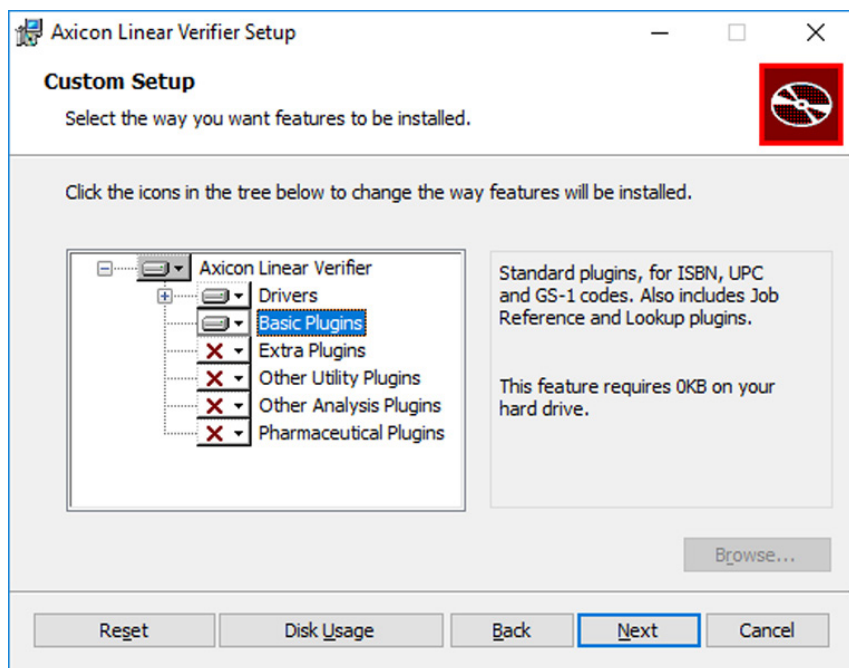 Axicon Linear Verifier Setup
Custom Setup
Select the way you want features to be installed.
Click the icons in the tree below to change the way features will be installed.
Axicon Linear Verifier
Drivers
Basic Plugins
Extra Plugins
Other Utility Plugins
Other Analysis Plugins
Pharmaceutical Plugins
Standard plugins, for ISBN, UPC
and GS-1 codes. Also includes Job
Reference and Lookup plugins.
This feature requires 0KB on your
hard drive.
Browse...
Reset
Disk Usage
Back
Next
Cancel